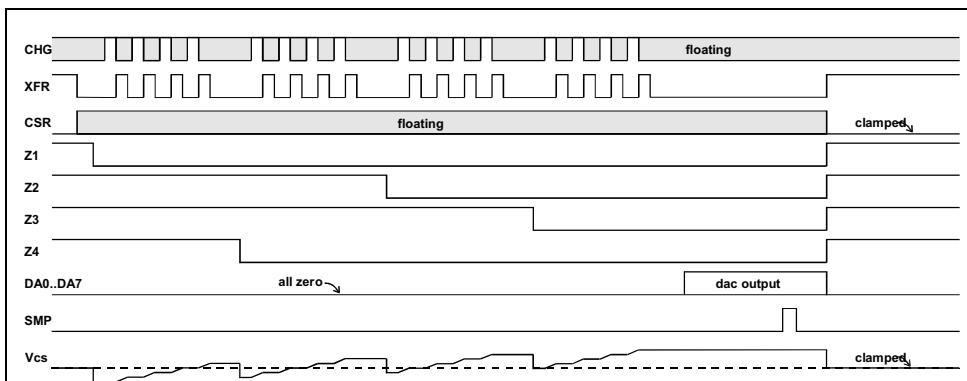 CHG floating
XFR
CSR floating clamped
Z1
Z2
Z3
Z4
DA0..DA7 all zero dac output
SMP
Vcs clamped